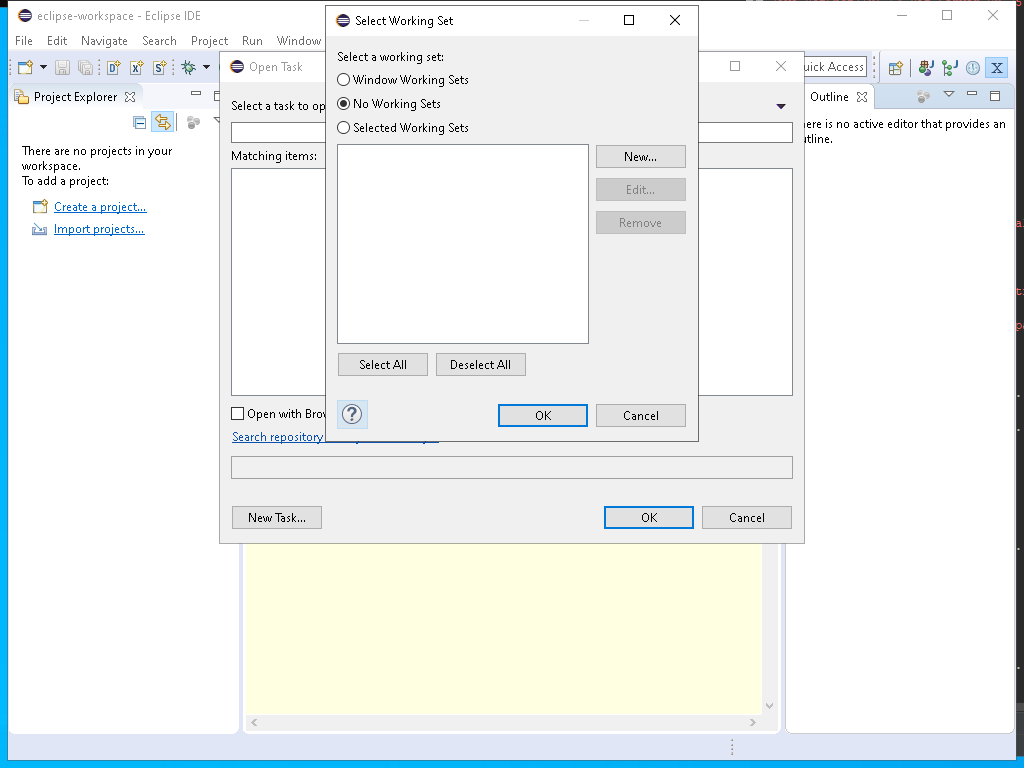 eclipse-workspace - Eclipse IDE
File Edit Navigate Search Project Run Window
Quick Access
Project Explorer
There are no projects in your
workspace.
To add a project:
Create a project...
Import projects...
Open Task
Select a task to op
Matching items:
Open with Brow
Search repository
New Task...
OK
Cancel
Select Working Set
Select a working set:
Window Working Sets
No Working Sets
Selected Working Sets
New...
Edit...
Remove
Select All
Deselect All
?
OK
Cancel
Outline
ere is no active editor that provides an
utline.